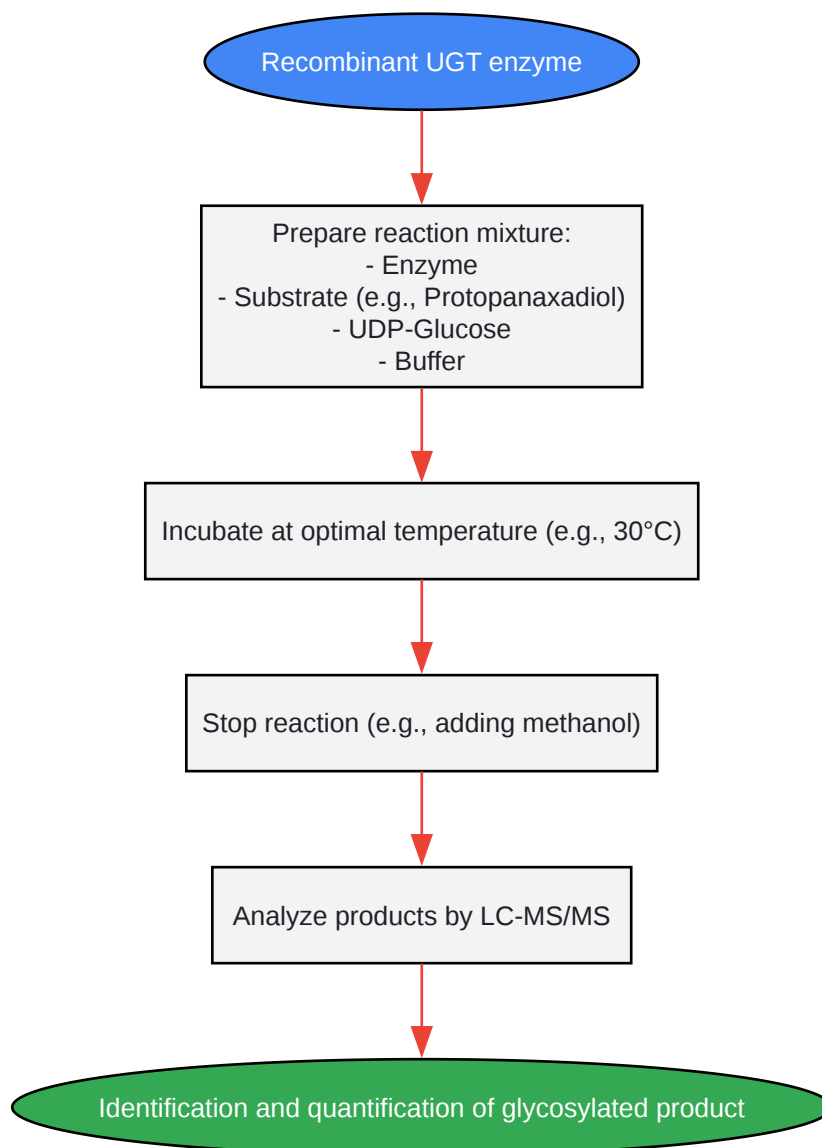 Recombinant UGT enzyme
Prepare reaction mixture:
- Enzyme
- Substrate (e.g., Protopanaxadiol)
- UDP-Glucose
- Buffer
Incubate at optimal temperature (e.g., 30°C)
Stop reaction (e.g., adding methanol)
Analyze products by LC-MS/MS
Identification and quantification of glycosylated product